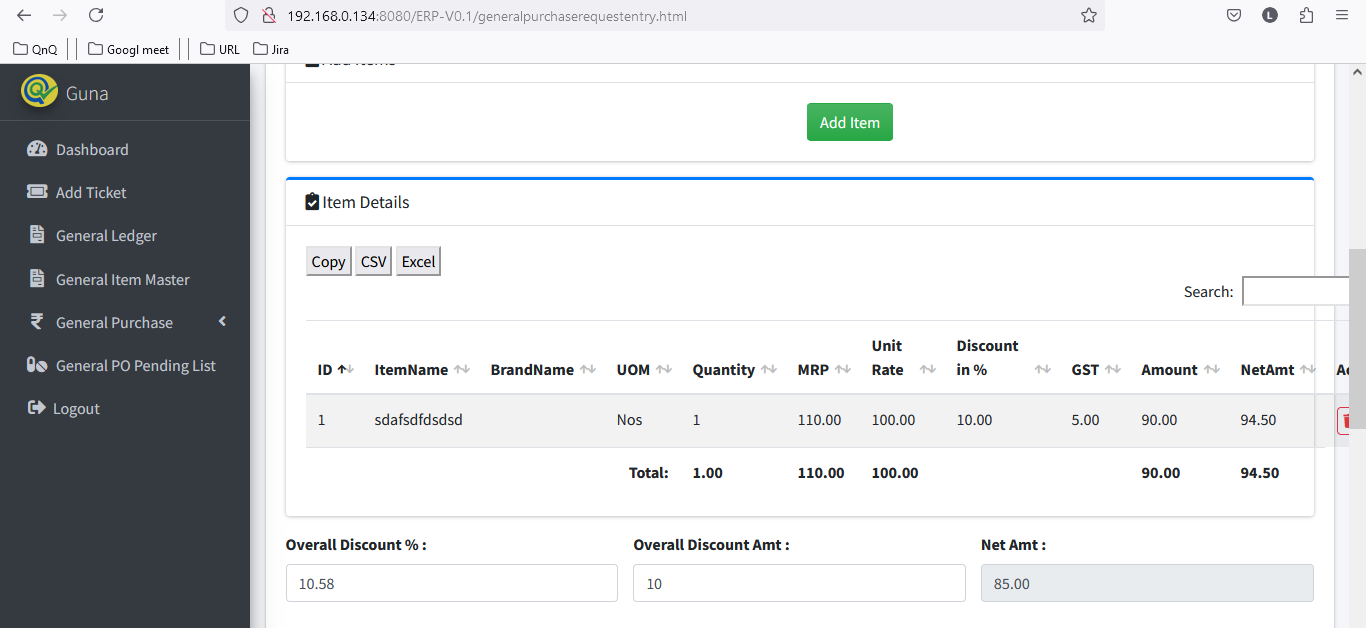 192.168.0.134:8080/ERP-V0.1/generalpurchaserequestentry.html
L
QnQ
Googl meet
URL
Jira
Guna
Dashboard
Add Ticket
General Ledger
General Item Master
General Purchase
General PO Pending List
Logout
Add Item
Item Details
Copy CSV Excel
Search:
ID ItemName BrandName UOM Quantity MRP Unit Rate Discount in % GST Amount NetAmt
1 sdafsdfdsdsd Nos 1 110.00 100.00 10.00 5.00 90.00 94.50
Total: 1.00 110.00 100.00 90.00 94.50
Overall Discount % : Overall Discount Amt : Net Amt :
10.58 10 85.00